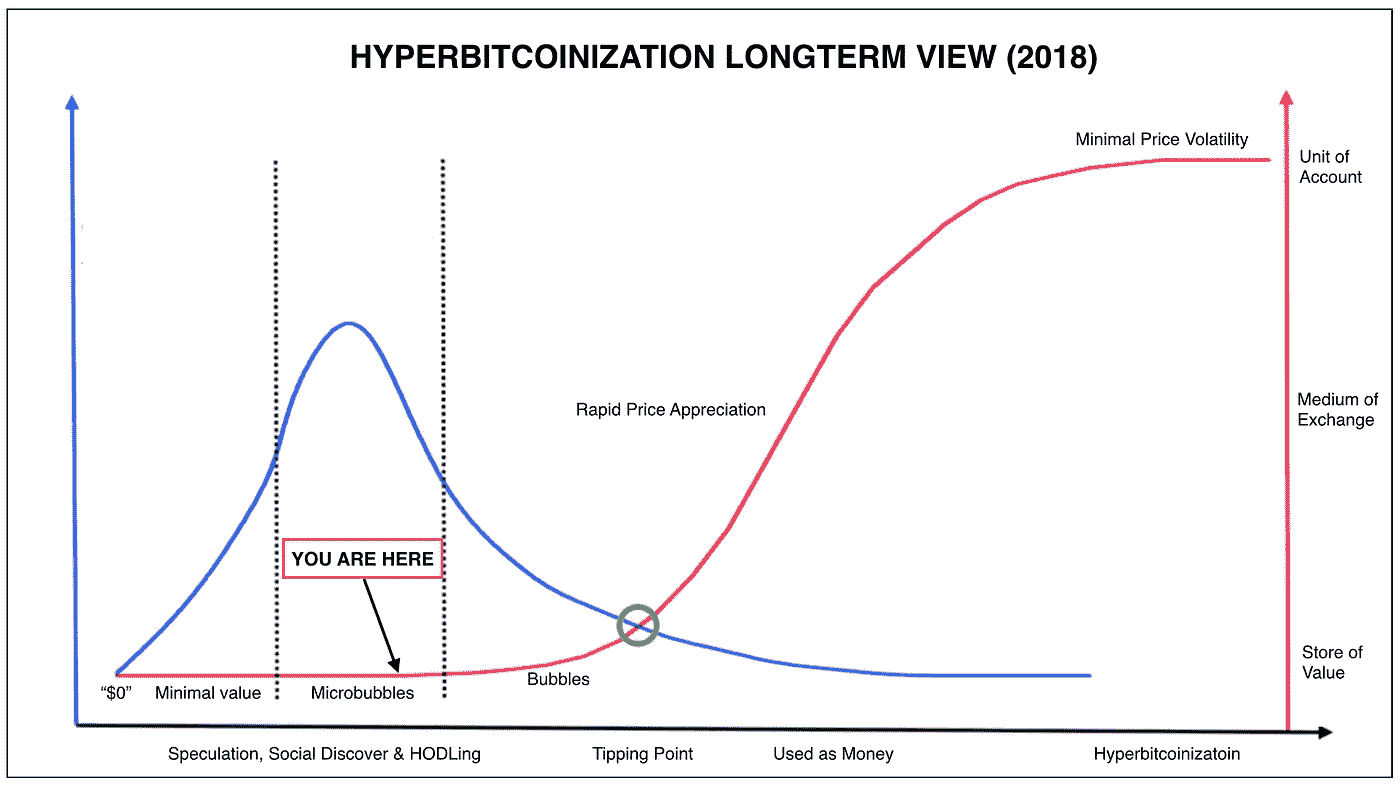 HYPERBITCOINIZATION LONGTERM VIEW (2018)
Minimal Price Volatility
Unit of
Account
Rapid Price Appreciation
Medium of
Exchange
YOU ARE HERE
Store of
Value
“$0”
Minimal value
Microbubbles
Bubbles
Speculation, Social Discover & HODLing
Tipping Point
Used as Money
Hyperbitcoinizatoin